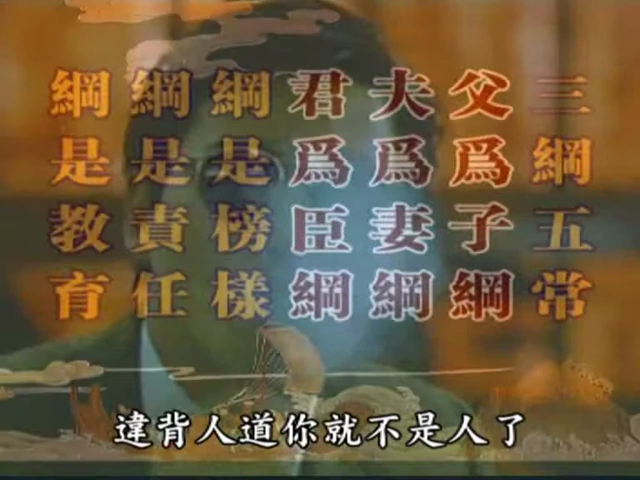 三綱五常
父爲子綱
夫爲妻綱
君爲臣綱
綱是榜樣
綱是責任
綱是教育
違背人道你就不是人了